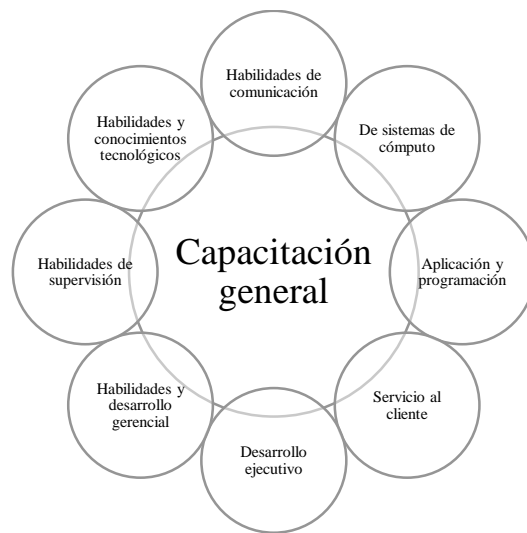 Habilidades de
comunicación
De sistemas de
cómputo
Aplicación y
programación
Servicio al
cliente
Desarrollo
ejecutivo
Habilidades y
desarrollo
gerencial
Habilidades de
supervisión
Habilidades y
conocimientos
tecnológicos
Capacitación
general